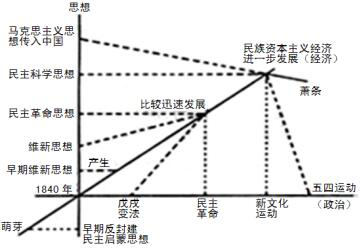 思想
马克思主义思
想传入中国
民族资本主义经济
进一步发展（经济）
民主科学思想
萧条
比较迅速发展
民主革命思想
维新思想
产生
早期维新思想
1840 年
五四运动
（政治）
戊戌
变法
民主
革命
新文化
运动
萌芽
早期反封建
民主启蒙思想